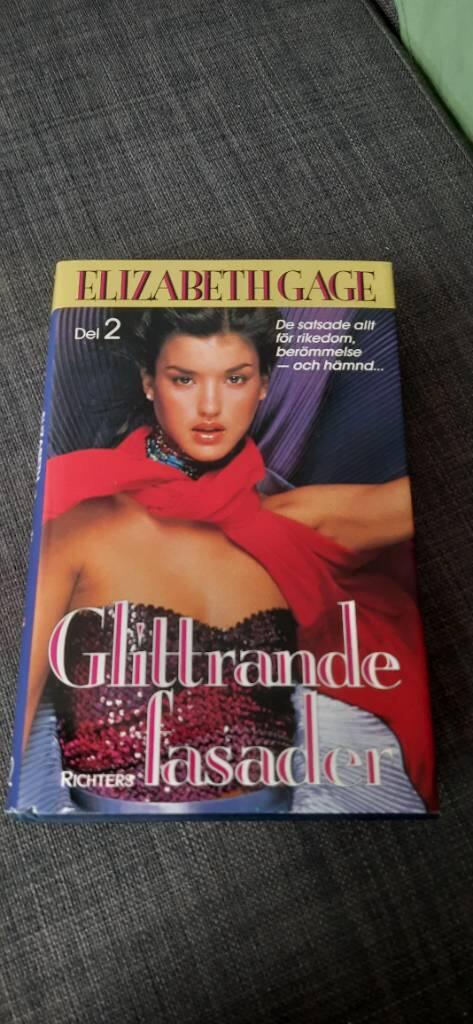 ELIZABETH GAGE
Del 2
De satsade allt
för rikedom,
berömmelse
– och hämnd...
Glittrande
fasader
RICHTERS